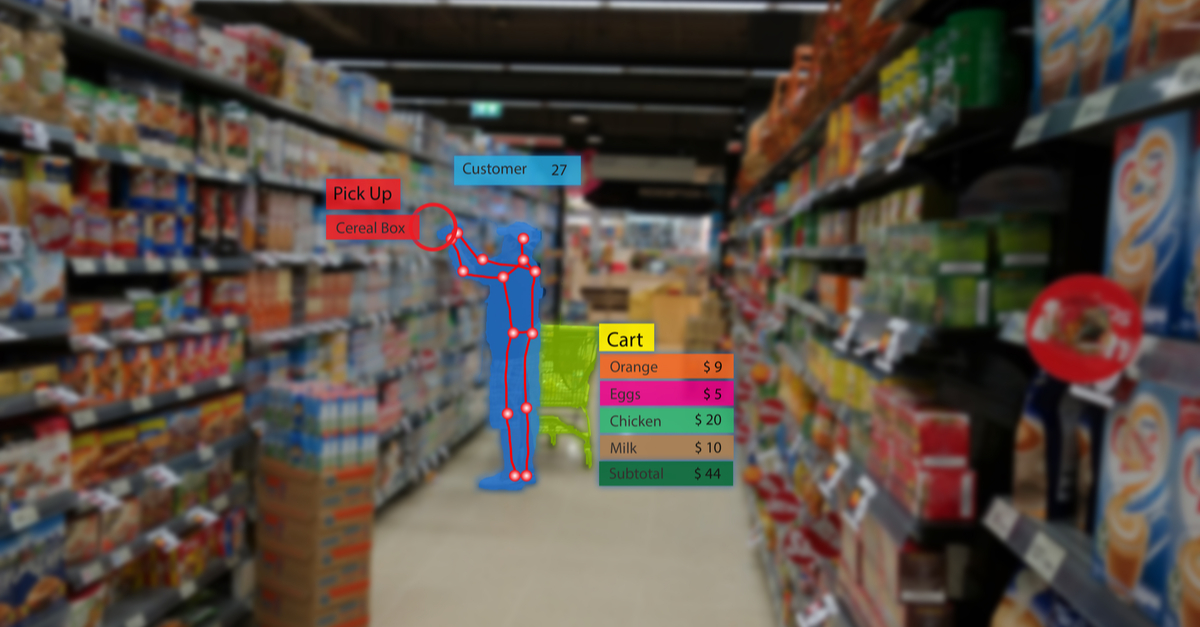 Customer 27
Pick Up
Cereal Box
Cart
Orange $ 9
Eggs $ 5
Chicken $ 20
Milk $ 10
Subtotal $ 44